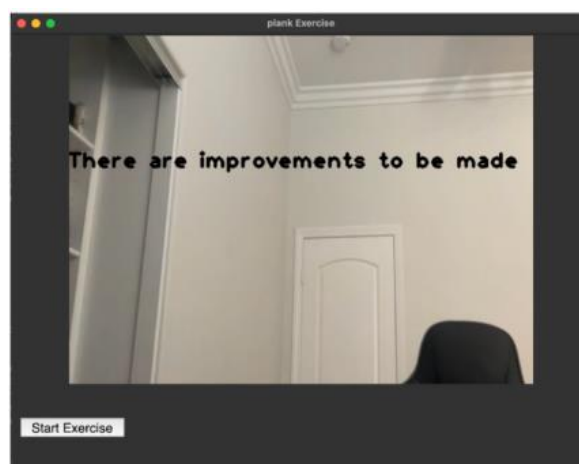 plank Exercise
There are improvements to be made
Start Exercise